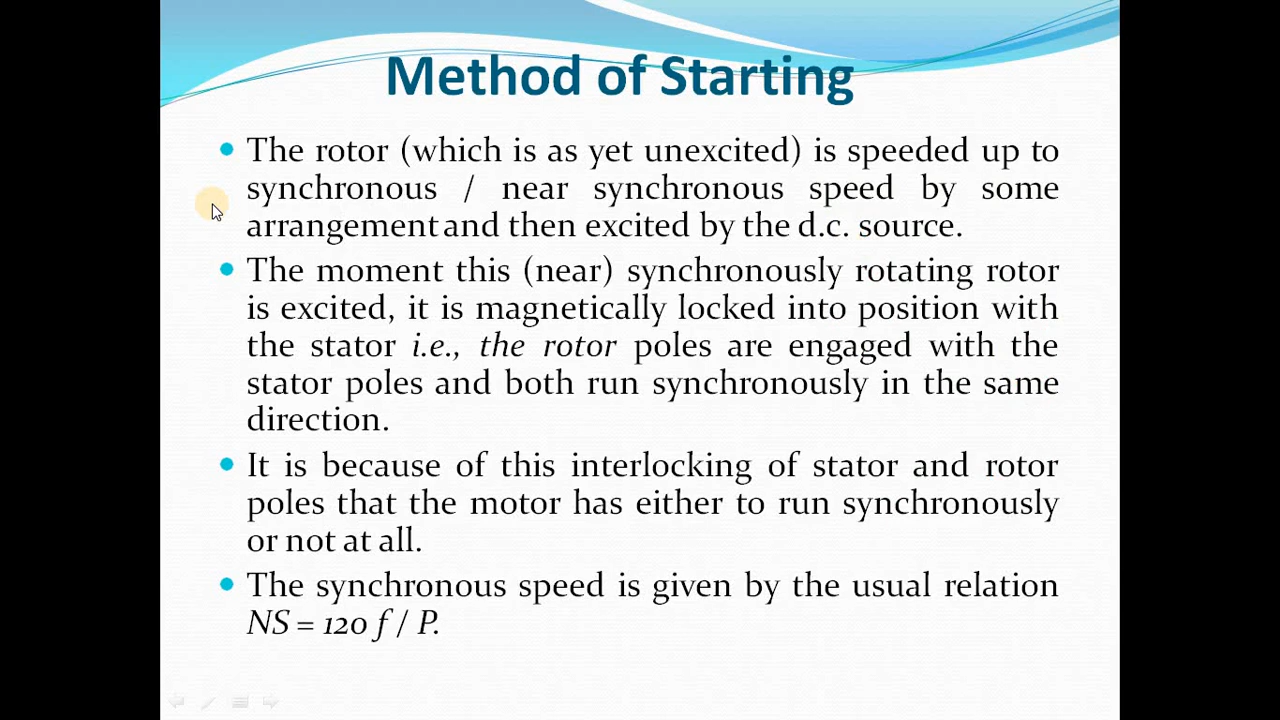 Method of Starting
• The rotor (which is as yet unexcited) is speeded up to
synchronous / near synchronous speed by some
arrangement and then excited by the d.c. source.
• The moment this (near) synchronously rotating rotor
is excited, it is magnetically locked into position with
the stator i.e., the rotor poles are engaged with the
stator poles and both run synchronously in the same
direction.
• It is because of this interlocking of stator and rotor
poles that the motor has either to run synchronously
or not at all.
• The synchronous speed is given by the usual relation
NS = 120 f / P.